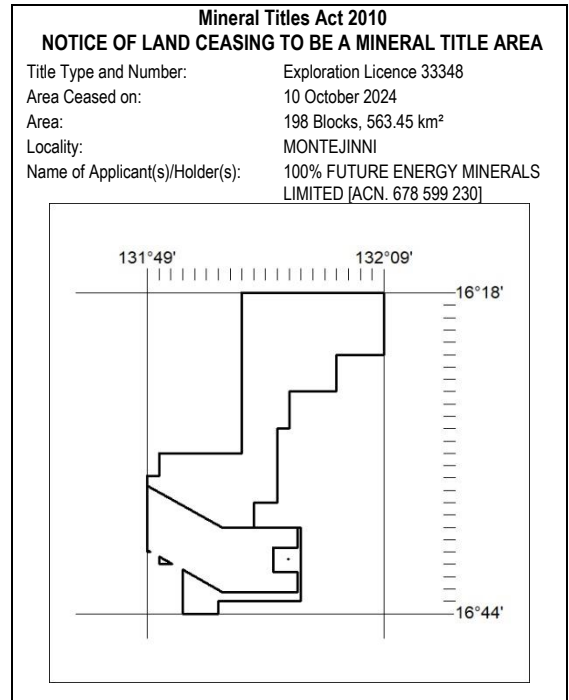 Mineral Titles Act 2010
NOTICE OF LAND CEASING TO BE A MINERAL TITLE AREA
Title Type and Number: Exploration Licence 33348
Area Ceased on: 10 October 2024
Area: 198 Blocks, 563.45 km²
Locality: MONTEJINNI
Name of Applicant(s)/Holder(s): 100% FUTURE ENERGY MINERALS
LIMITED [ACN. 678 599 230]
131°49' 132°09'
16°18'
16°44'